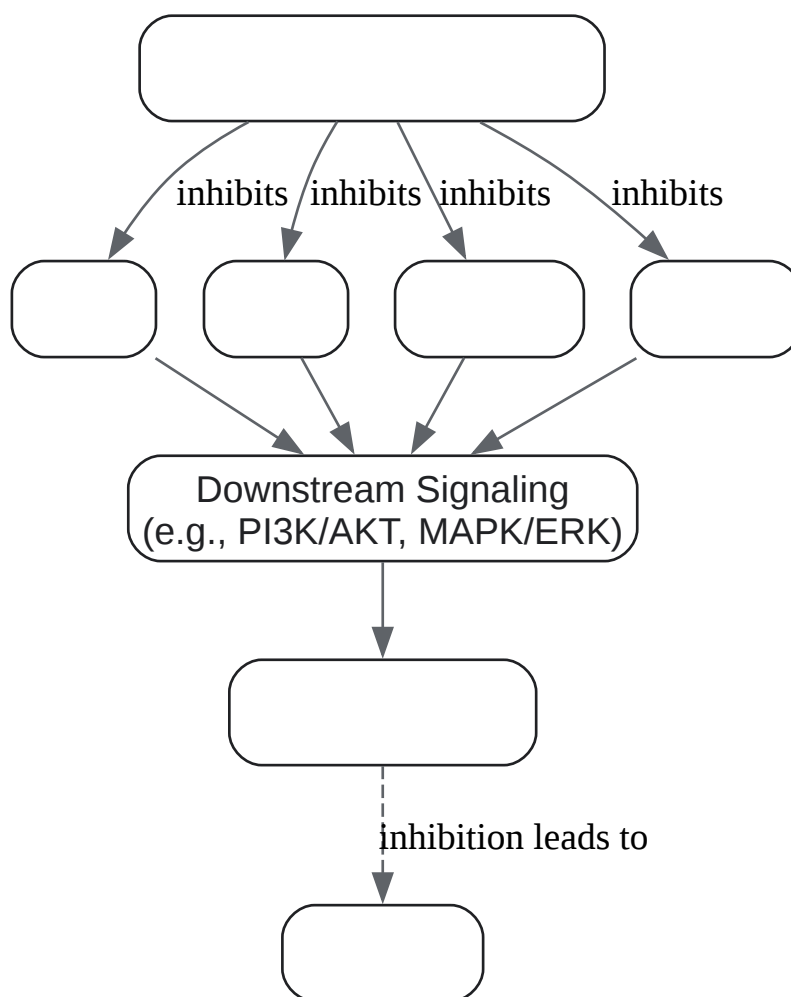 inhibits inhibits inhibits inhibits
Downstream Signaling
(e.g., PI3K/AKT, MAPK/ERK)
inhibition leads to